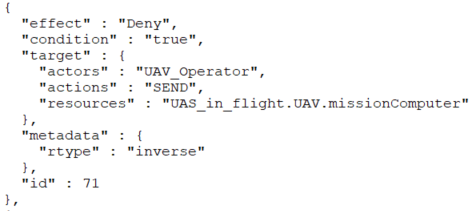 {
"effect" : "Deny",
"condition" : "true",
"target" : {
"actors" : "UAV_Operator",
"actions" : "SEND",
"resources" : "UAS_in_flight.UAV.missionComputer"
},
"metadata" : {
"rtype" : "inverse"
},
"id" : 71
},